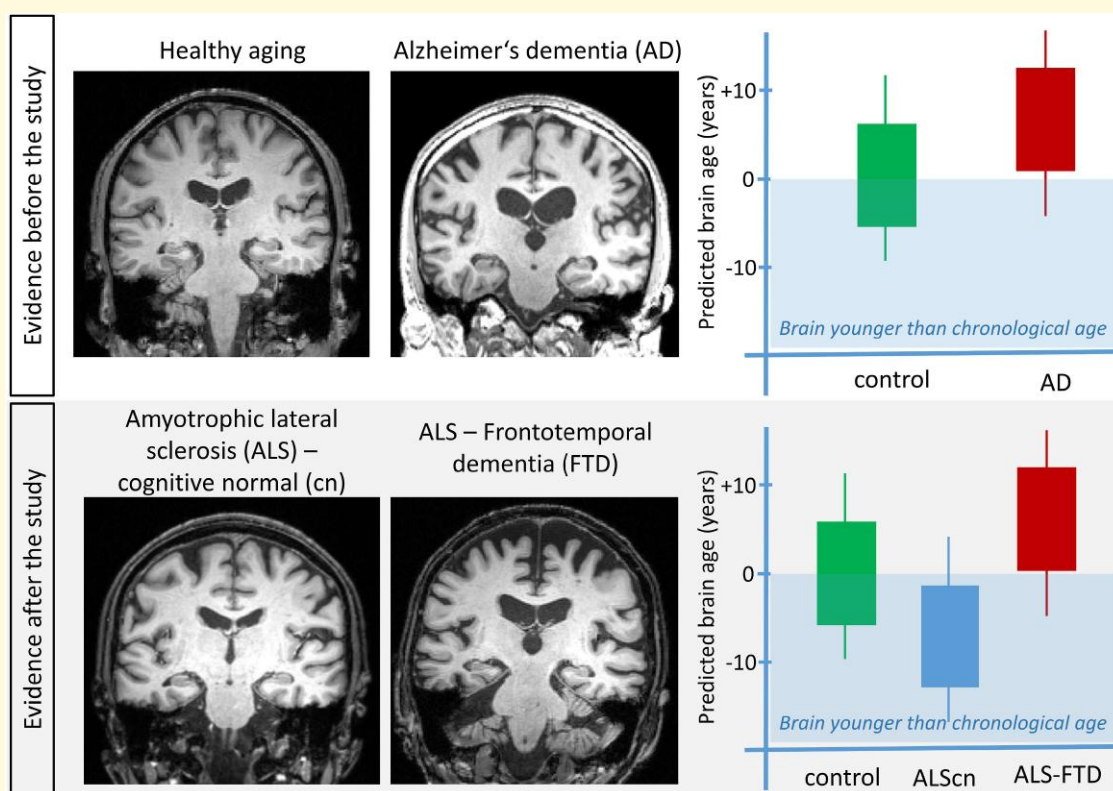 Evidence before the study
Healthy aging
Alzheimer‘s dementia (AD)
Predicted brain age (years)
+10
0
-10
Brain younger than chronological age
control
AD
Evidence after the study
Amyotrophic lateral
sclerosis (ALS) –
cognitive normal (cn)
ALS – Frontotemporal
dementia (FTD)
Predicted brain age (years)
+10
0
-10
Brain younger than chronological age
control
ALScn
ALS-FTD